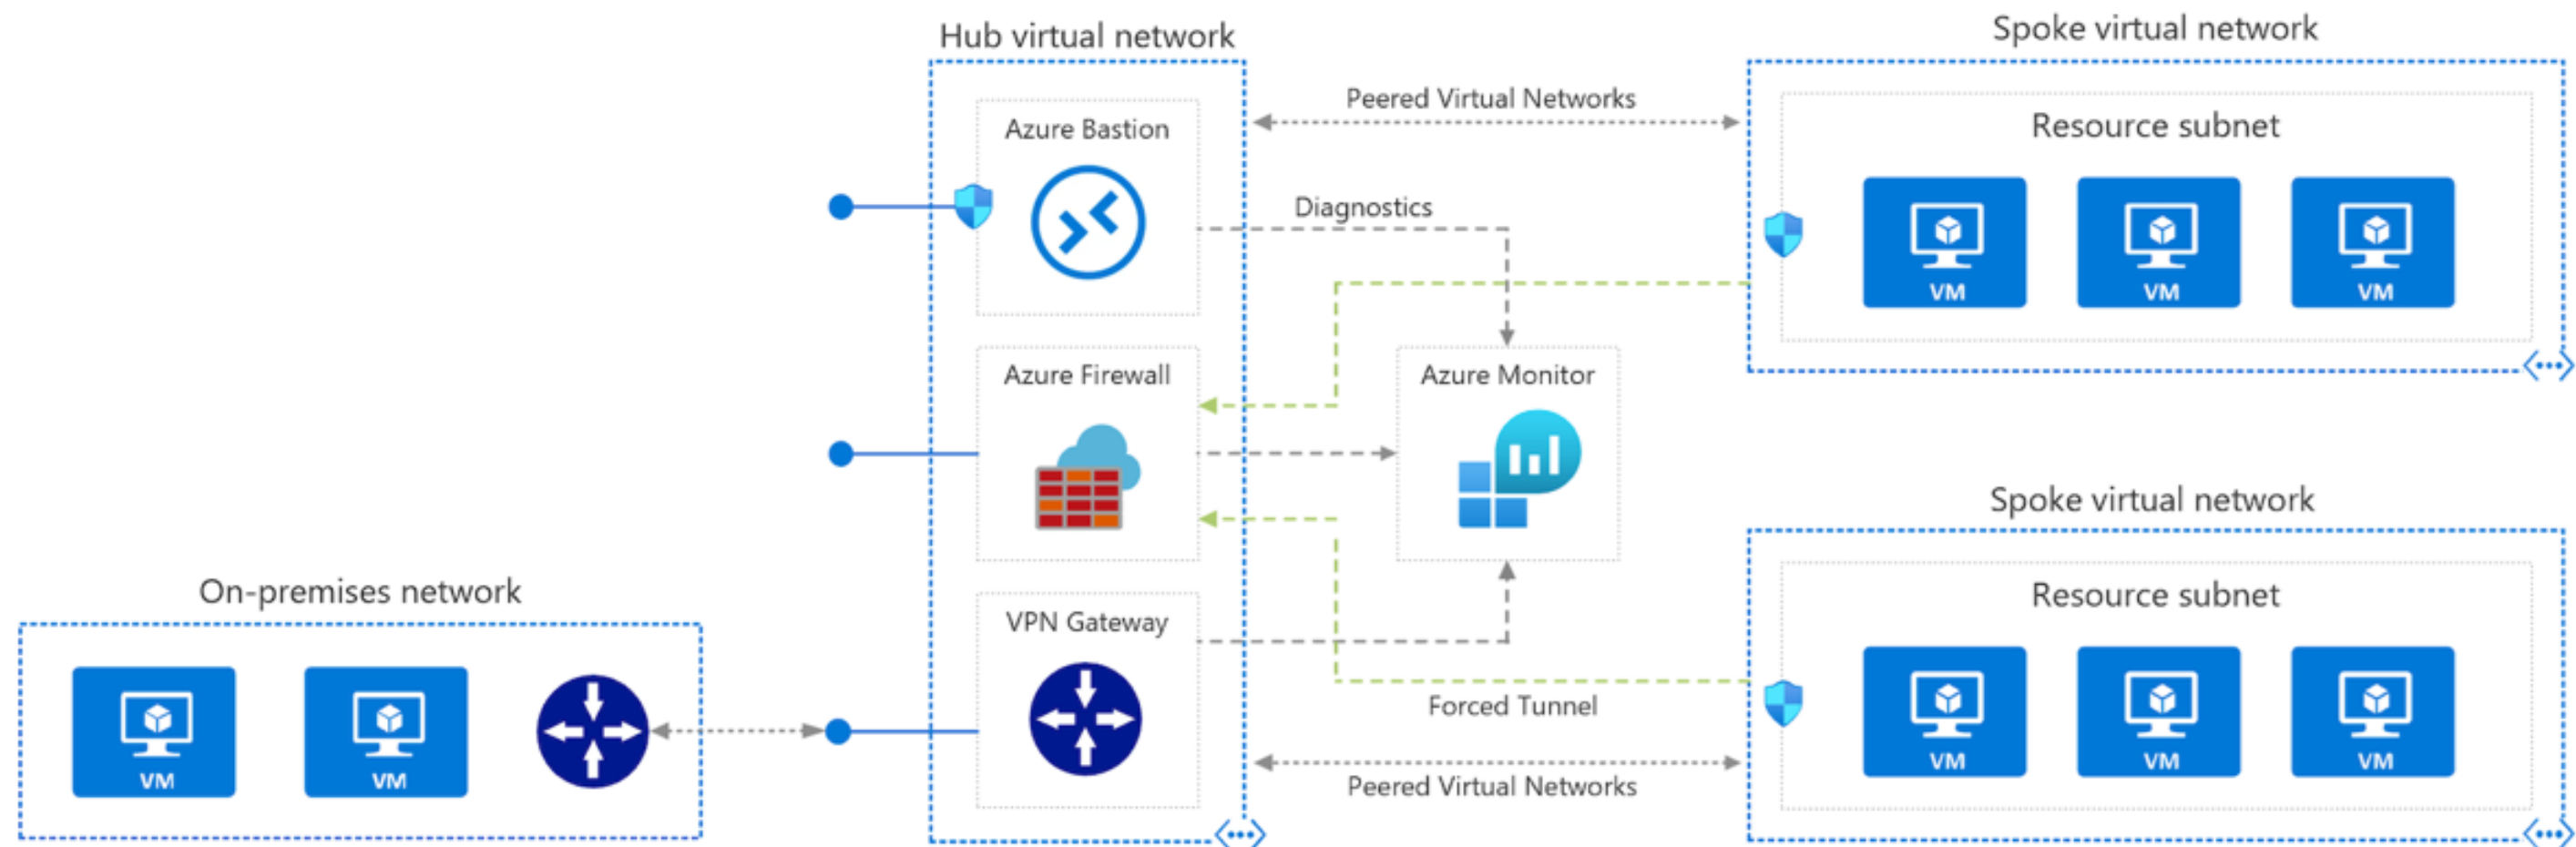 Hub virtual network
Spoke virtual network
Azure Bastion
Peered Virtual Networks
Resource subnet
Diagnostics
VM
VM
VM
Azure Firewall
Azure Monitor
Spoke virtual network
On-premises network
VPN Gateway
Resource subnet
Forced Tunnel
VM
VM
VM
VM
VM
Peered Virtual Networks